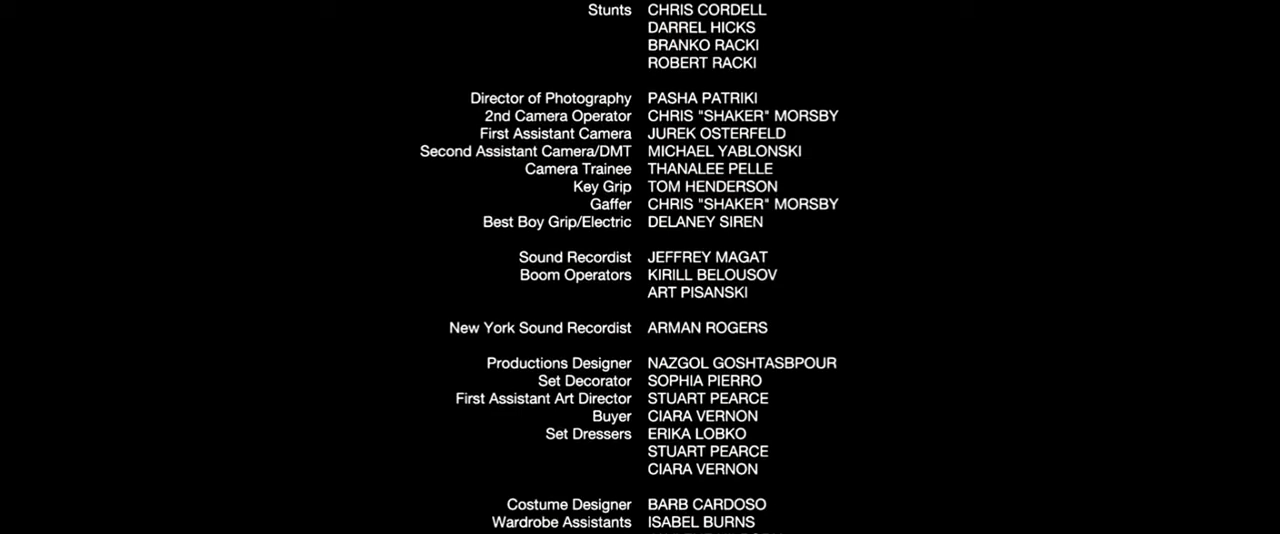 Stunts CHRIS CORDELL
DARREL HICKS
BRANKO RACKI
ROBERT RACKI
Director of Photography PASHA PATRIKI
2nd Camera Operator CHRIS "SHAKER" MORSBY
First Assistant Camera JUREK OSTERFELD
Second Assistant Camera/DMT MICHAEL YABLONSKI
Camera Trainee THANALEE PELLE
Key Grip TOM HENDERSON
Gaffer CHRIS "SHAKER" MORSBY
Best Boy Grip/Electric DELANEY SIREN
Sound Recordist JEFFREY MAGAT
Boom Operators KIRILL BELOUSOV
ART PISANSKI
New York Sound Recordist ARMAN ROGERS
Productions Designer NAZGOL GOSHTASBPOUR
Set Decorator SOPHIA PIERRO
First Assistant Art Director STUART PEARCE
Buyer CIARA VERNON
Set Dressers ERIKA LOBKO
STUART PEARCE
CIARA VERNON
Costume Designer BARB CARDOSO
Wardrobe Assistants ISABEL BURNS